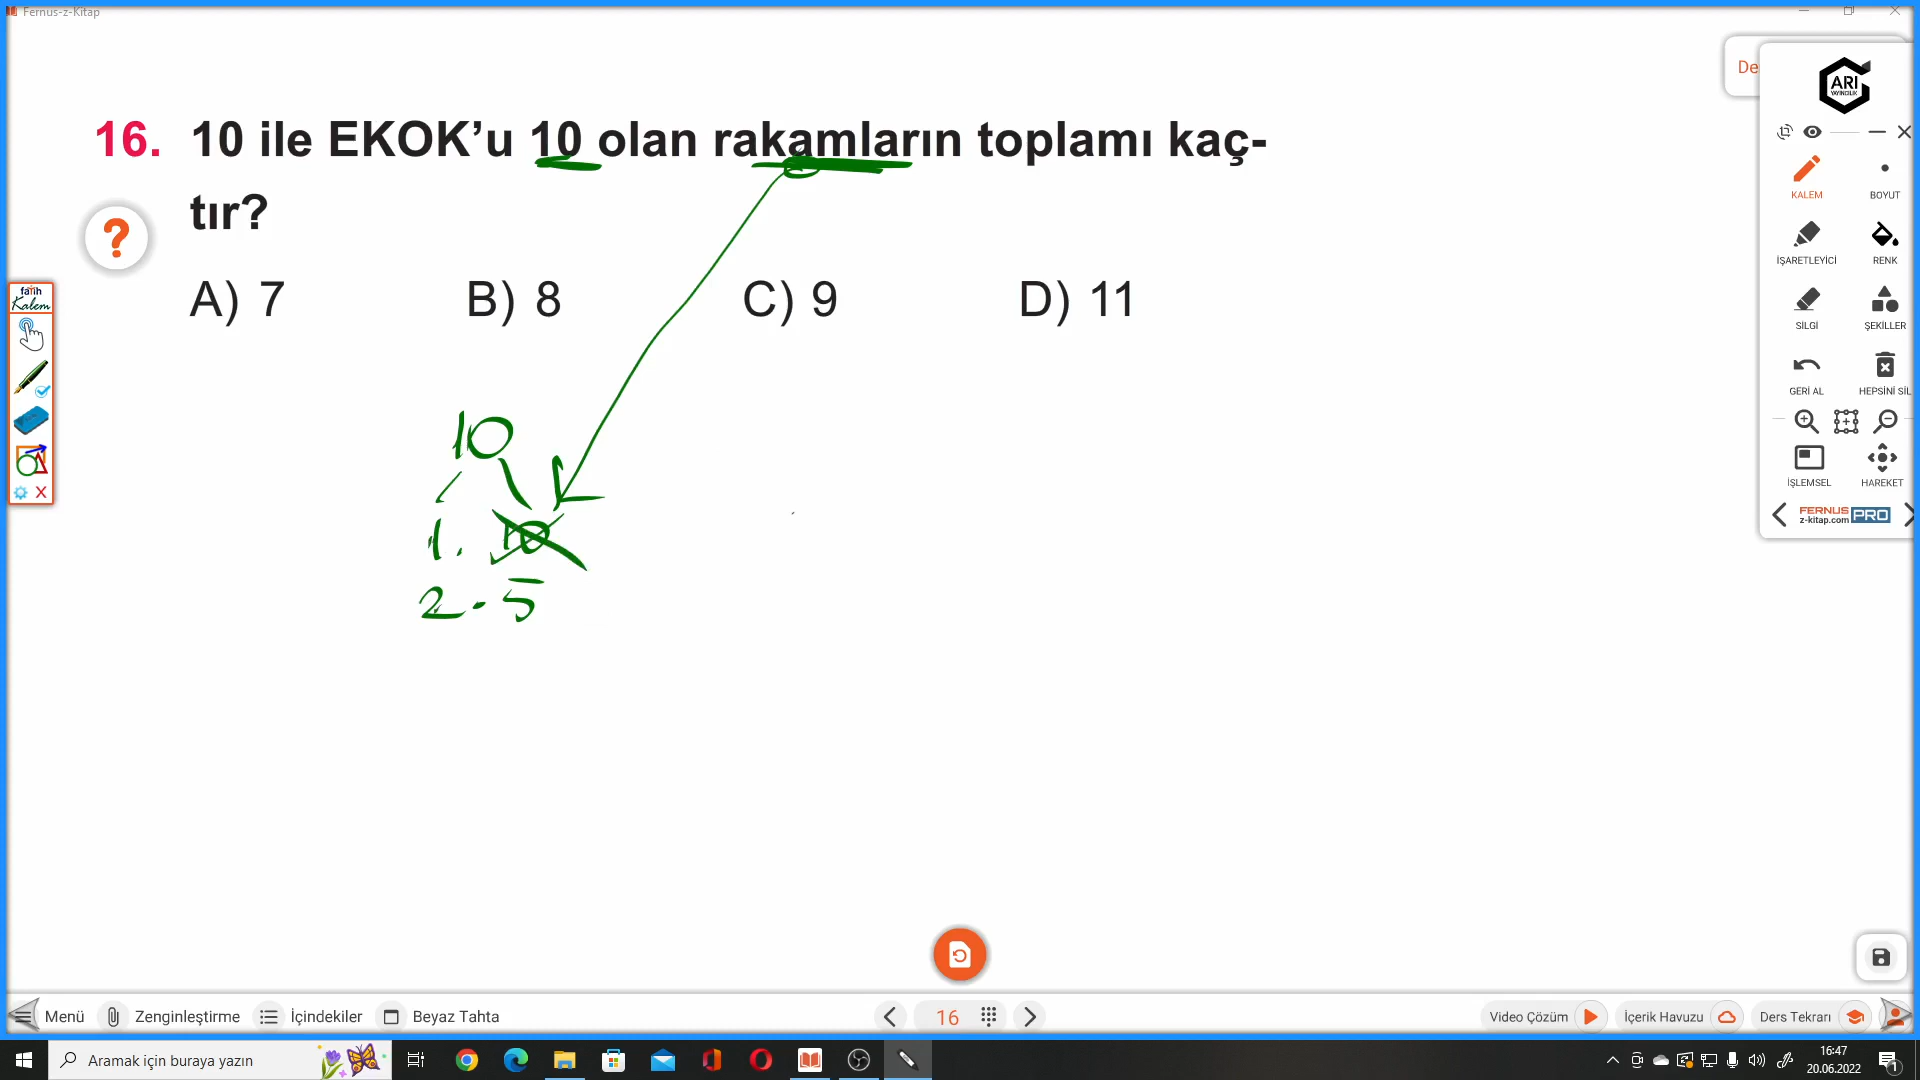 Fernus-z-Kitap
De
ARI
YAYINCILIK
16. 10 ile EKOK’u 10 olan rakamların toplamı kaç-
tır?
A) 7 B) 8 C) 9 D) 11
fatih
Kalem
10
1. 10
2. 5
KALEM BOYUT
İŞARETLEYİCİ RENK
SİLGİ ŞEKİLLER
GERİ AL HEPSİNİ SİL
İŞLEMSEL HAREKET
FERNUS
z-kitap.com PRO
Menü Zenginleştirme İçindekiler Beyaz Tahta 16 Video Çözüm İçerik Havuzu Ders Tekrarı
Aramak için buraya yazın
16:47
20.06.2022
1